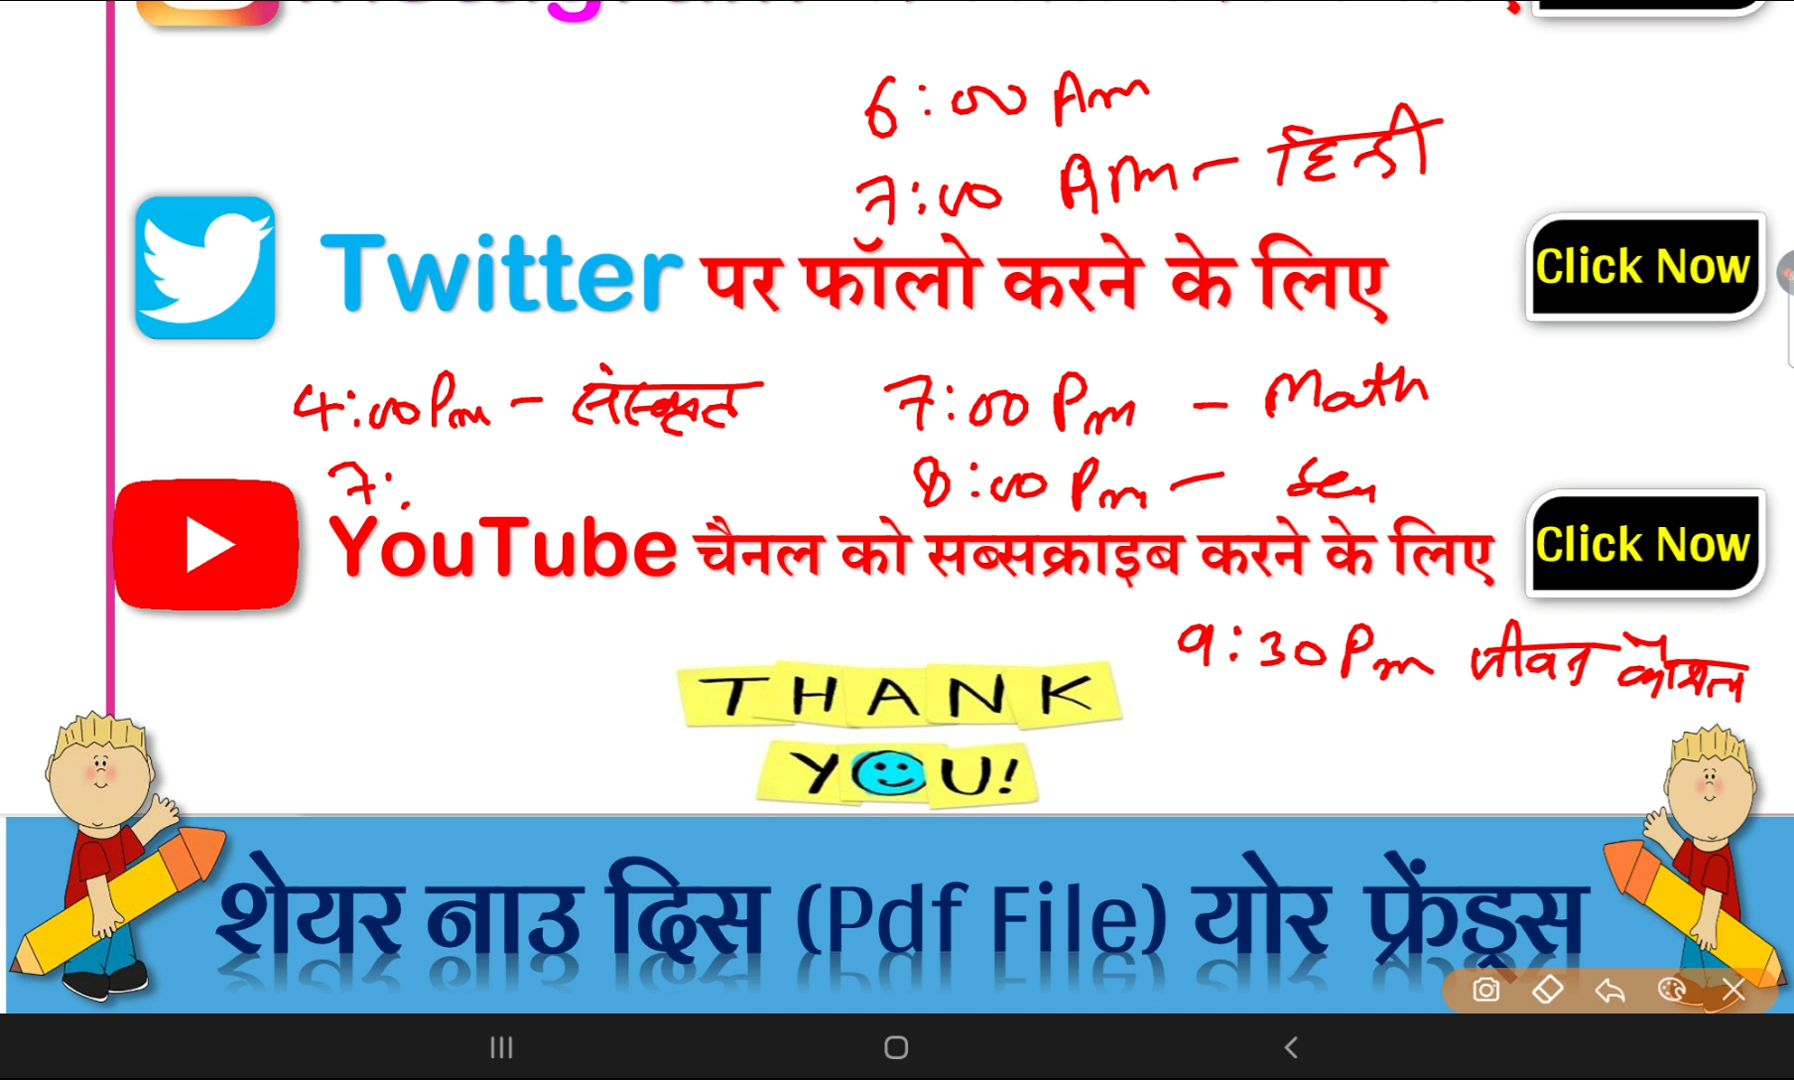 6:00 Am
7:00 Am - हिन्दी
Twitter पर फॉलो करने के लिए
Click Now
4:00 Pm - संस्कृत
7:00 Pm - Math
7:
8:00 Pm -
YouTube चैनल को सब्सक्राइब करने के लिए
Click Now
9:30 Pm जीवन कौशल
THANK
YOU!
शेयर नाउ दिस (Pdf File) योर फ्रेंड्स